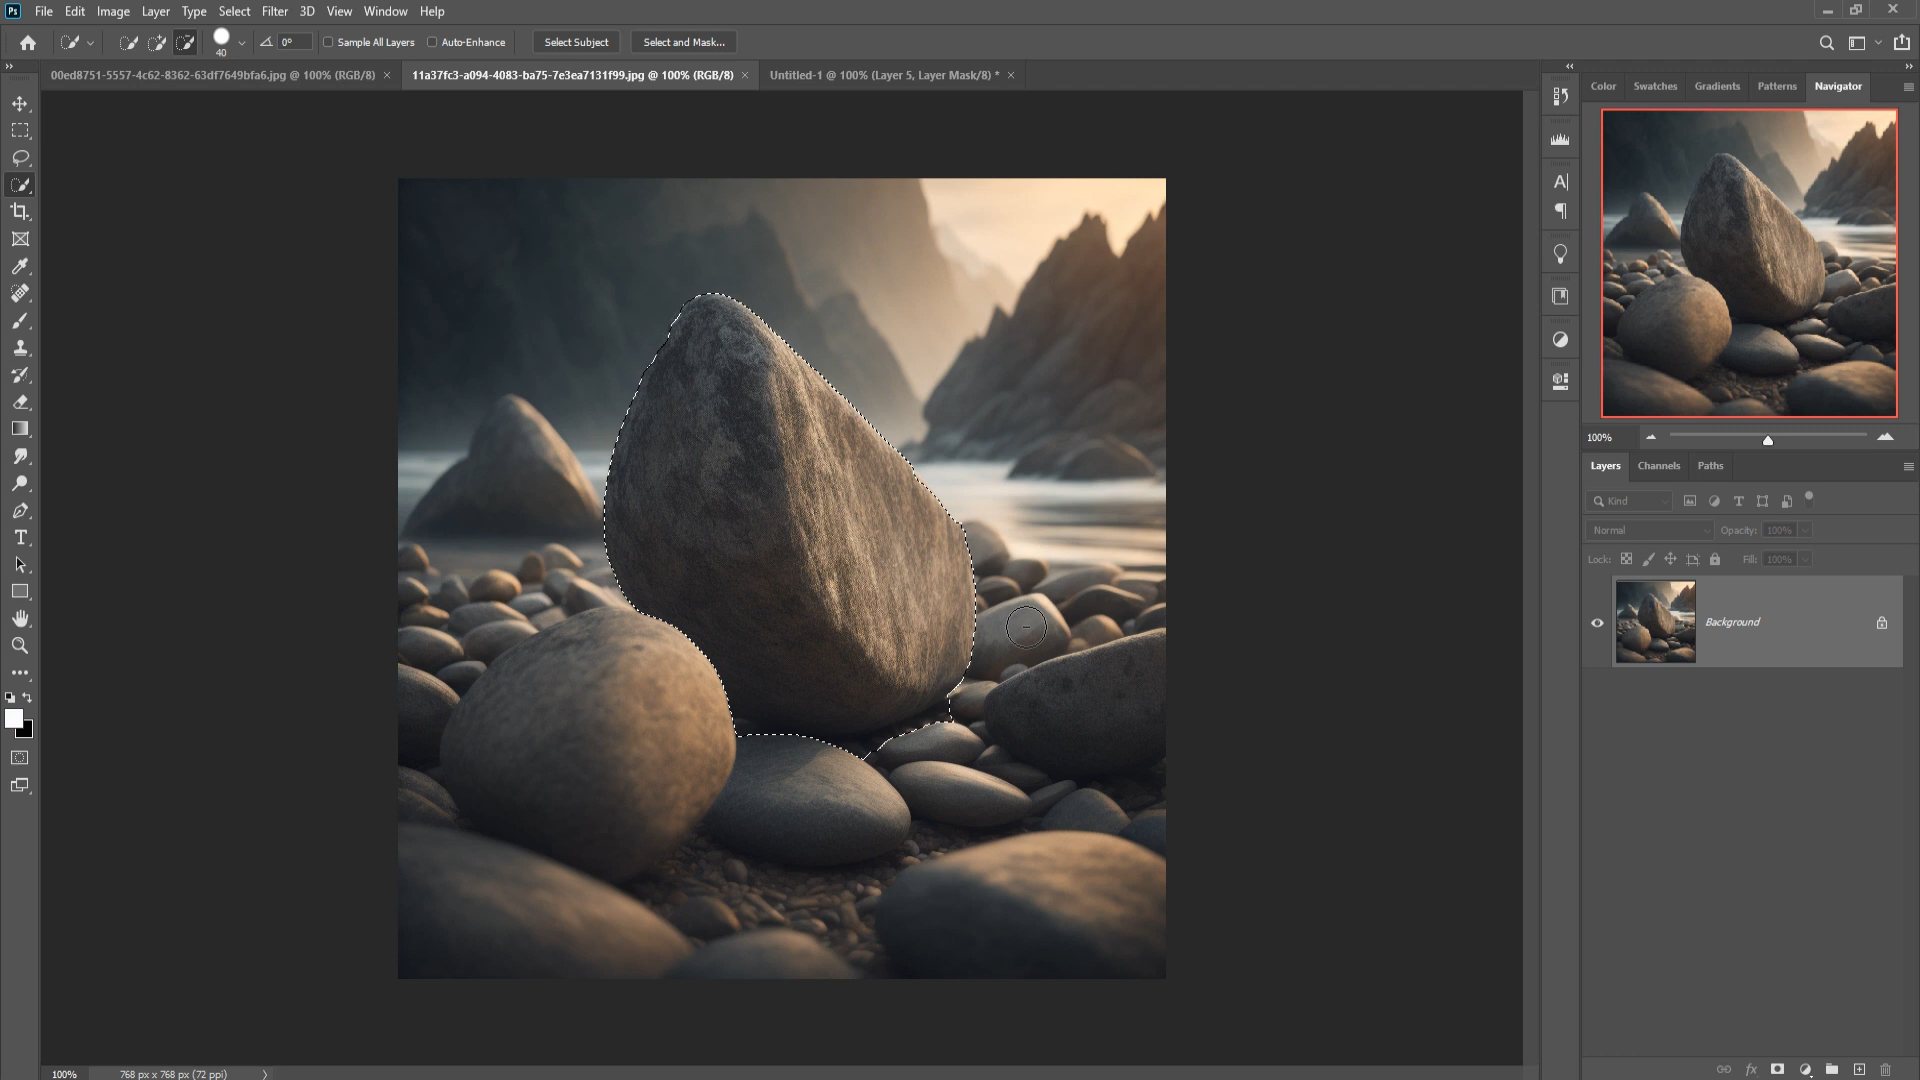 Ps File Edit Image Layer Type Select Filter 3D View Window Help
40 0° Sample All Layers Auto-Enhance Select Subject Select and Mask...
00ed8751-5557-4c62-8362-63df7649bfa6.jpg @ 100% (RGB/8) × 11a37fc3-a094-4083-ba75-7e3ea7131f99.jpg @ 100% (RGB/8) × Untitled-1 @ 100% (Layer 5, Layer Mask/8) * ×
Color Swatches Gradients Patterns Navigator
100%
Layers Channels Paths
Kind
Normal Opacity: 100%
Lock: Fill: 100%
Background
100% 768 px x 768 px (72 ppi)